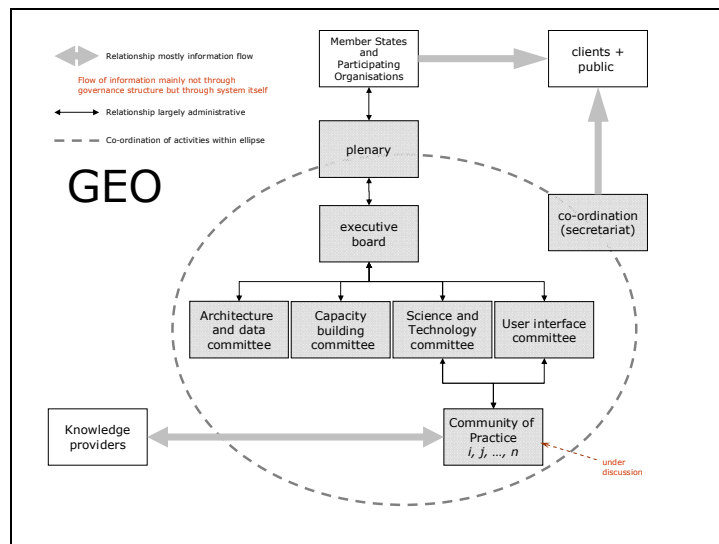 Relationship mostly information flow
Flow of information mainly not through
governance structure but through system itself
Relationship largely administrative
Co-ordination of activities within ellipse
GEO
Member States
and
Participating
Organisations
clients +
public
plenary
co-ordination
(secretariat)
executive
board
Architecture
and data
committee
Capacity
building
committee
Science and
Technology
committee
User interface
committee
Knowledge
providers
Community of
Practice
i, j, ..., n
under
discussion